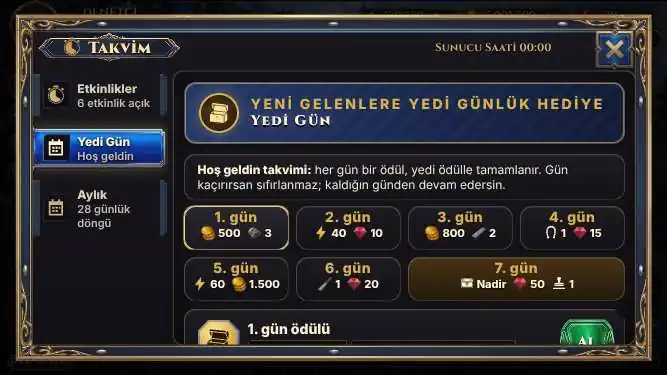 TAKVİM
SUNUCU SAATİ 00:00
Etkinlikler
6 etkinlik açık
Yedi Gün
Hoş geldin
Aylık
28 günlük
döngü
YENİ GELENLERE YEDİ GÜNLÜK HEDİYE
YEDİ GÜN
Hoş geldin takvimi: her gün bir ödül, yedi ödülle tamamlanır. Gün
kaçırırsan sıfırlanmaz; kaldığın günden devam edersin.
1. gün
500 3
2. gün
40 10
3. gün
800 2
4. gün
1 15
5. gün
60 1.500
6. gün
1 20
7. gün
Nadir 50 1
1. gün ödülü
AL